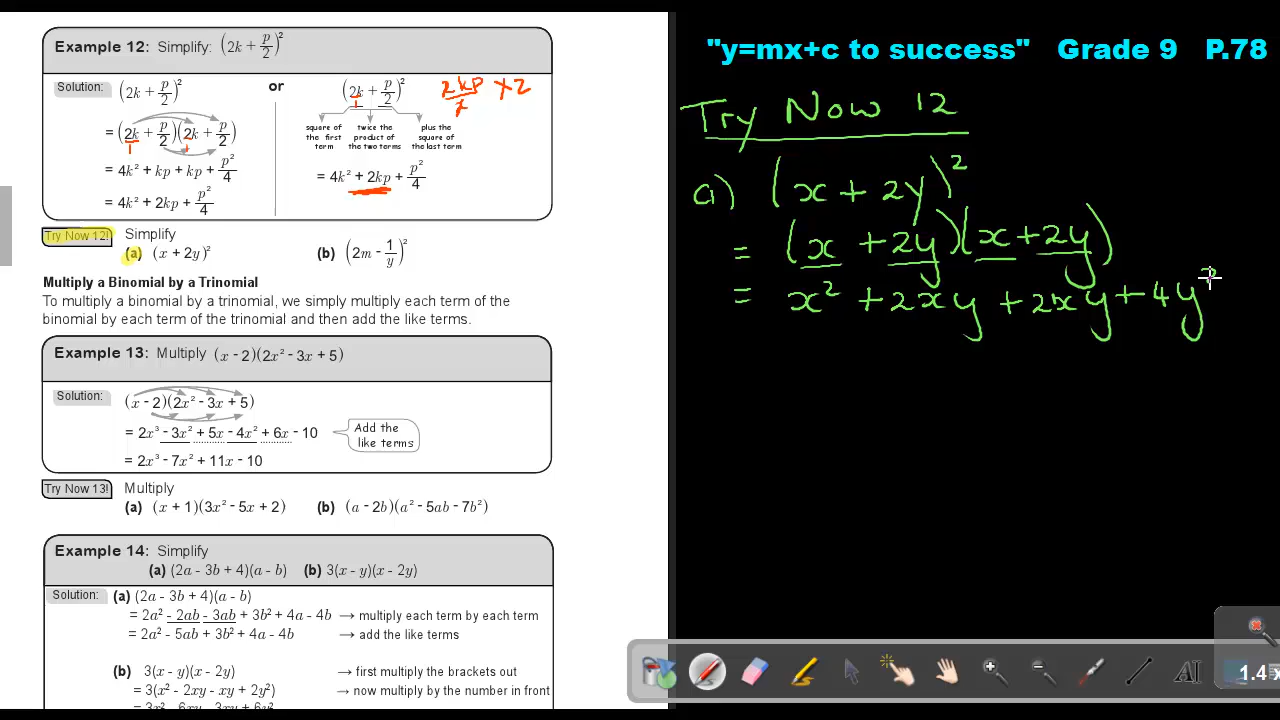 Example 12: Simplify: (2k + p/2)²
Solution: (2k + p/2)² or (2k + p/2)²
2kp/2 × 2
= (2k + p/2)(2k + p/2)
square of the first term
twice the product of the two terms
plus the square of the last term
= 4k² + kp + kp + p²/4
= 4k² + 2kp + p²/4
= 4k² + 2kp + p²/4
Try Now 12! Simplify
(a) (x + 2y)² (b) (2m - 1/y)²
Multiply a Binomial by a Trinomial
To multiply a binomial by a trinomial, we simply multiply each term of the
binomial by each term of the trinomial and then add the like terms.
Example 13: Multiply (x - 2)(2x² - 3x + 5)
Solution: (x - 2)(2x² - 3x + 5)
= 2x³ - 3x² + 5x - 4x² + 6x - 10
Add the
like terms
= 2x³ - 7x² + 11x - 10
Try Now 13! Multiply
(a) (x + 1)(3x² - 5x + 2) (b) (a - 2b)(a² - 5ab - 7b²)
Example 14: Simplify
(a) (2a - 3b + 4)(a - b) (b) 3(x - y)(x - 2y)
Solution: (a) (2a - 3b + 4)(a - b)
= 2a² - 2ab - 3ab + 3b² + 4a - 4b → multiply each term by each term
= 2a² - 5ab + 3b² + 4a - 4b → add the like terms
(b) 3(x - y)(x - 2y) → first multiply the brackets out
= 3(x² - 2xy - xy + 2y²) → now multiply by the number in front
= 3x² - 6xy - 3xy + 6y²
"y=mx+c to success" Grade 9 P.78
Try Now 12
a) (x + 2y)²
= (x + 2y)(x + 2y)
= x² + 2xy + 2xy + 4y²
AI
1.4 x